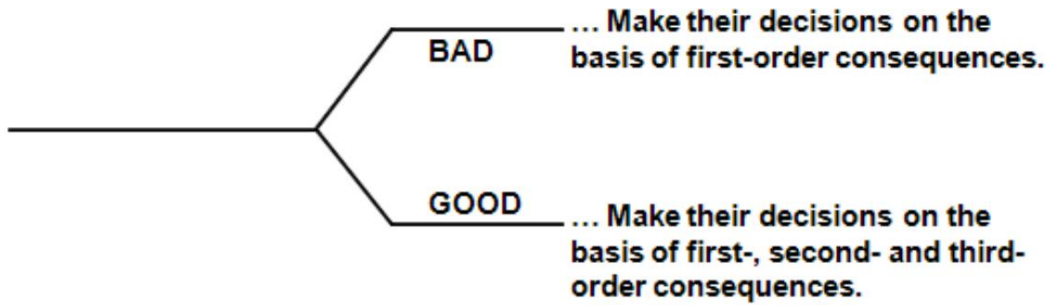 BAD
... Make their decisions on the
basis of first-order consequences.
GOOD
... Make their decisions on the
basis of first-, second- and third-
order consequences.